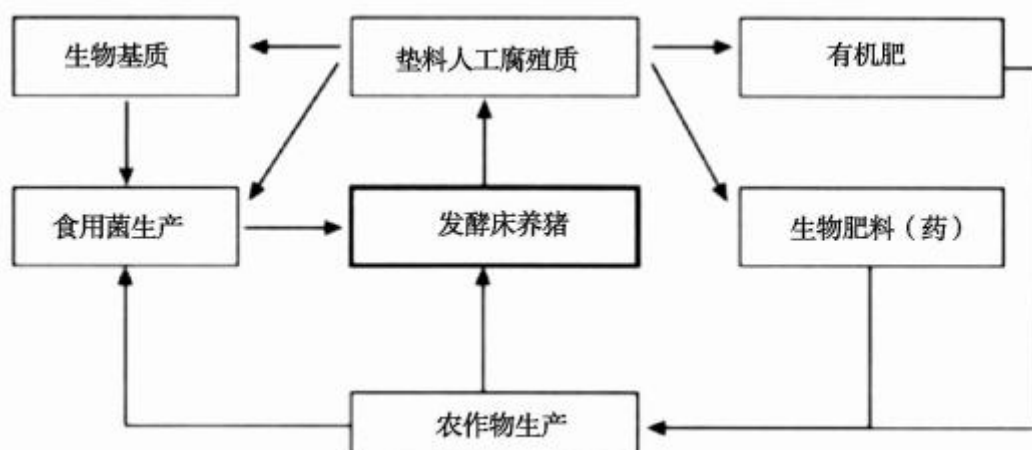 生物基质
垫料人工腐殖质
有机肥
食用菌生产
发酵床养猪
生物肥料（药）
农作物生产